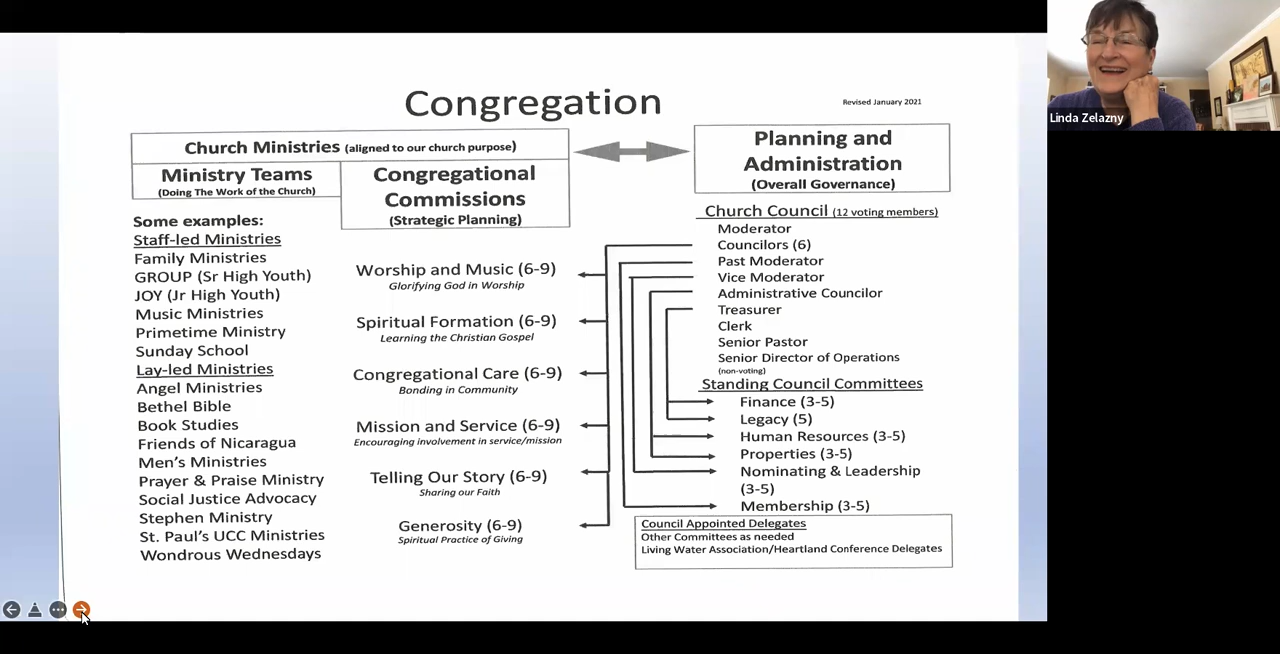 Congregation
Revised January 2021
Church Ministries (aligned to our church purpose)
Ministry Teams
(Doing The Work of the Church)
Some examples:
Staff-led Ministries
Family Ministries
GROUP (Sr High Youth)
JOY (Jr High Youth)
Music Ministries
Primetime Ministry
Sunday School
Lay-led Ministries
Angel Ministries
Bethel Bible
Book Studies
Friends of Nicaragua
Men's Ministries
Prayer & Praise Ministry
Social Justice Advocacy
Stephen Ministry
St. Paul's UCC Ministries
Wondrous Wednesdays
Congregational
Commissions
(Strategic Planning)
Worship and Music (6-9)
Glorifying God in Worship
Spiritual Formation (6-9)
Learning the Christian Gospel
Congregational Care (6-9)
Bonding in Community
Mission and Service (6-9)
Encouraging involvement in service/mission
Telling Our Story (6-9)
Sharing our Faith
Generosity (6-9)
Spiritual Practice of Giving
Planning and
Administration
(Overall Governance)
Church Council (12 voting members)
Moderator
Councilors (6)
Past Moderator
Vice Moderator
Administrative Councilor
Treasurer
Clerk
Senior Pastor
Senior Director of Operations
(non-voting)
Standing Council Committees
Finance (3-5)
Legacy (5)
Human Resources (3-5)
Properties (3-5)
Nominating & Leadership
(3-5)
Membership (3-5)
Council Appointed Delegates
Other Committees as needed
Living Water Association/Heartland Conference Delegates
Linda Zelazny